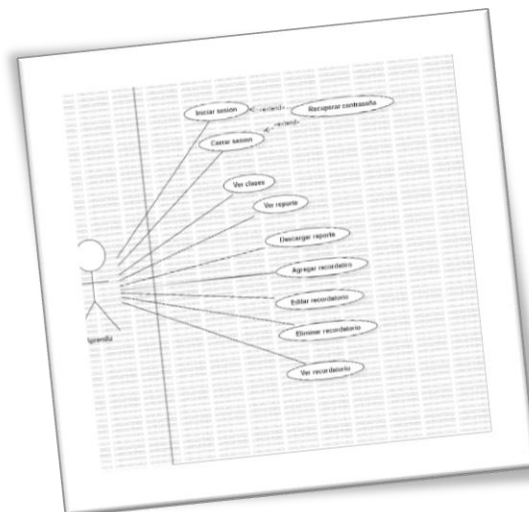 Iniciar sesion
<<extend>>
Recuperar contraseña
Cerrar sesion
<<extend>>
Ver clases
Ver reporte
Descargar reporte
Agregar recordatorio
Editar recordatorio
Eliminar recordatorio
Ver recordatorio
Aprendiz